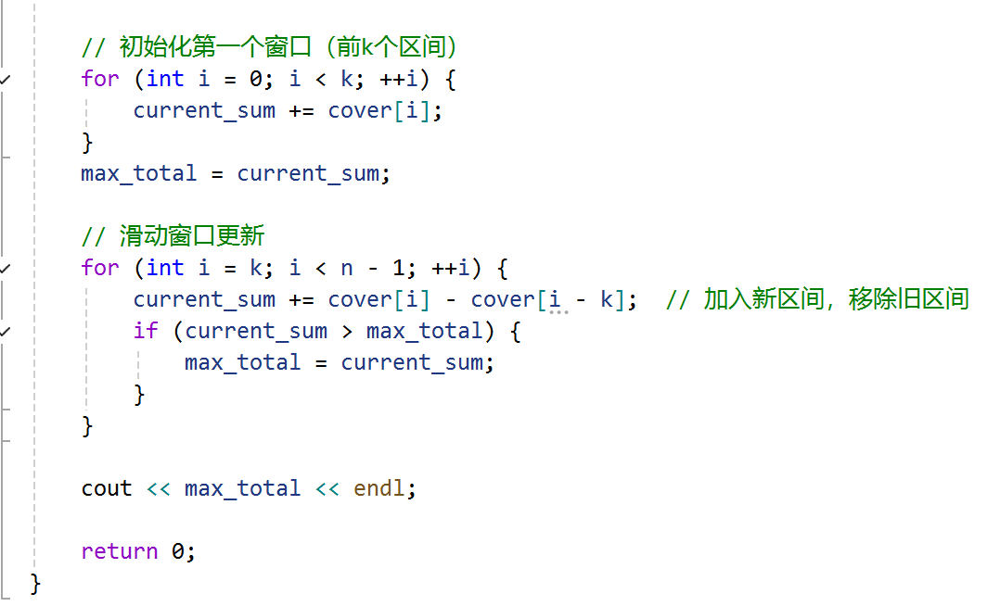 // 初始化第一个窗口（前k个区间）
for (int i = 0; i < k; ++i) {
    current_sum += cover[i];
}
max_total = current_sum;
// 滑动窗口更新
for (int i = k; i < n - 1; ++i) {
    current_sum += cover[i] - cover[i - k];  // 加入新区间，移除旧区间
    if (current_sum > max_total) {
        max_total = current_sum;
    }
}
cout << max_total << endl;
return 0;
}